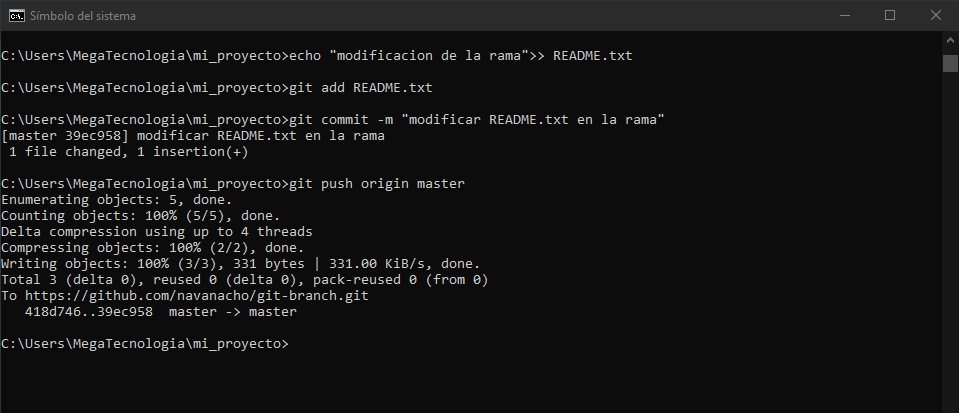 Símbolo del sistema
C:\Users\MegaTecnologia\mi_proyecto>echo "modificacion de la rama">> README.txt
C:\Users\MegaTecnologia\mi_proyecto>git add README.txt
C:\Users\MegaTecnologia\mi_proyecto>git commit -m "modificar README.txt en la rama"
[master 39ec958] modificar README.txt en la rama
 1 file changed, 1 insertion(+)
C:\Users\MegaTecnologia\mi_proyecto>git push origin master
Enumerating objects: 5, done.
Counting objects: 100% (5/5), done.
Delta compression using up to 4 threads
Compressing objects: 100% (2/2), done.
Writing objects: 100% (3/3), 331 bytes | 331.00 KiB/s, done.
Total 3 (delta 0), reused 0 (delta 0), pack-reused 0 (from 0)
To https://github.com/navanacho/git-branch.git
   418d746..39ec958  master -> master
C:\Users\MegaTecnologia\mi_proyecto>